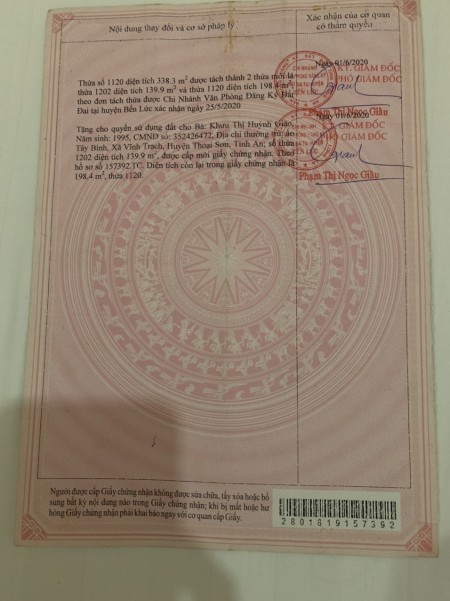 Nội dung thay đổi và cơ sở pháp lý
Xác nhận của cơ quan
có thẩm quyền
Thửa số 1120 diện tích 338.3 m² được tách thành 2 thửa mới là
thửa 1202 diện tích 139.9 m² và thửa 1120 diện tích 198.4 m²
theo đơn tách thửa được Chi Nhánh Văn Phòng Đăng Ký Đất
Đai tại huyện Bến Lức xác nhận ngày 25/5/2020
Ngày 01/6/2020
KT. GIÁM ĐỐC
PHÓ GIÁM ĐỐC
Phạm Thị Ngọc Giàu
Tặng cho quyền sử dụng đất cho Bà: Khưu Thị Huỳnh Giao,
Năm sinh: 1995, CMND số: 352426472, Địa chỉ thường trú: ấp
Tây Bình, Xã Vĩnh Trạch, Huyện Thoại Sơn, Tỉnh An; số thửa
1202 diện tích 139.9 m², được cấp mới giấy chứng nhận. Theo
hồ sơ số 157392.TC. Diện tích còn lại trong giấy chứng nhận là
198.4 m², thửa 1120.
Ngày 01/6/2020
GIÁM ĐỐC
GIÁM ĐỐC
Phạm Thị Ngọc Giàu
Người được cấp Giấy chứng nhận không được sửa chữa, tẩy xóa hoặc bổ
sung bất kỳ nội dung nào trong Giấy chứng nhận; khi bị mất hoặc hư
hỏng Giấy chứng nhận phải khai báo ngay với cơ quan cấp Giấy.
2801819157392